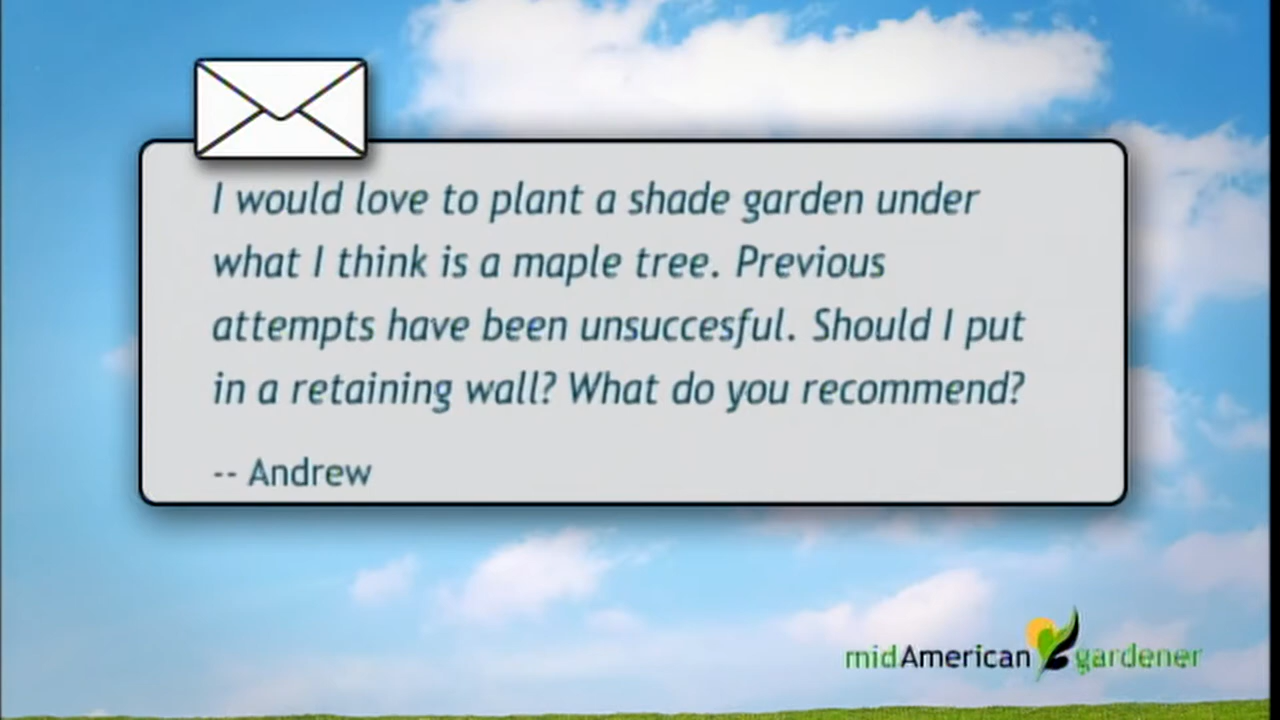 I would love to plant a shade garden under
what I think is a maple tree. Previous
attempts have been unsuccesful. Should I put
in a retaining wall? What do you recommend?
-- Andrew
midAmerican gardener